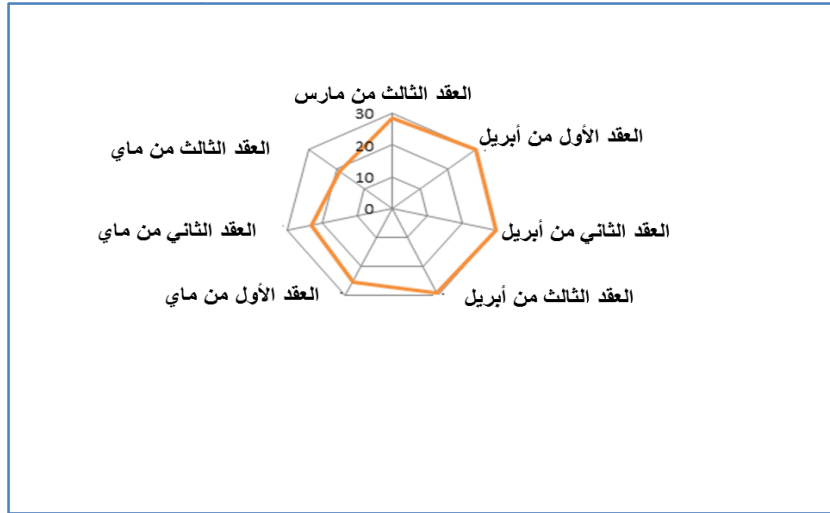 العقد الثالث من مارس
30
العقد الأول من أبريل
العقد الثالث من ماي
20
10
0
العقد الثاني من أبريل
العقد الثاني من ماي
العقد الأول من ماي
العقد الثالث من أبريل